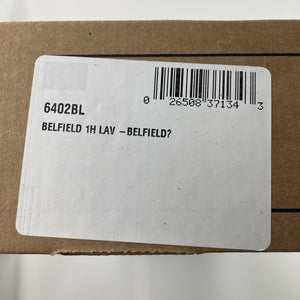 0 26508 37134 3
6402BL
BELFIELD 1H LAV -BELFIELD?